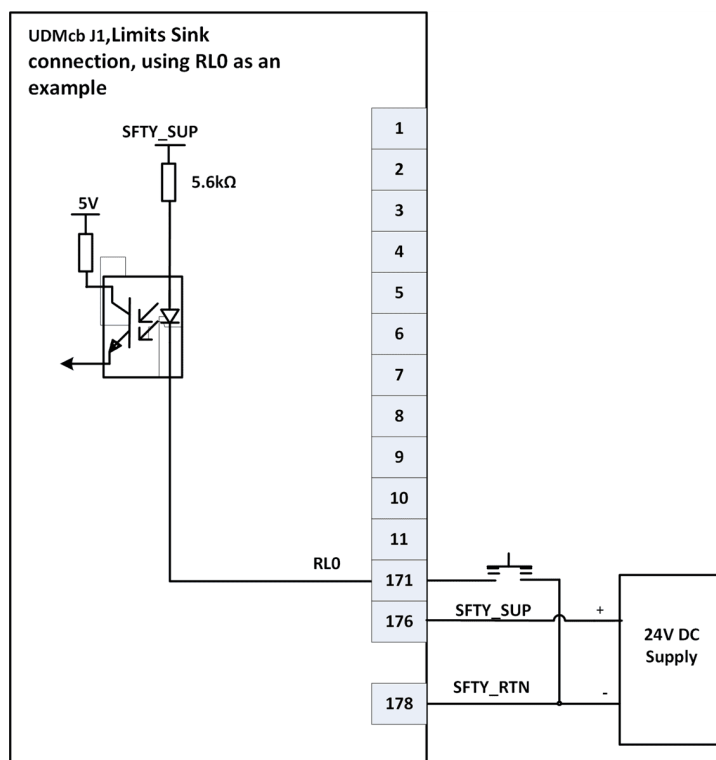 UDMcb J1,Limits Sink
connection, using RL0 as an
example
SFTY_SUP
5.6kΩ
5V
1
2
3
4
5
6
7
8
9
10
11
RL0
171
176
SFTY_SUP
+
24V DC
Supply
178
SFTY_RTN
-